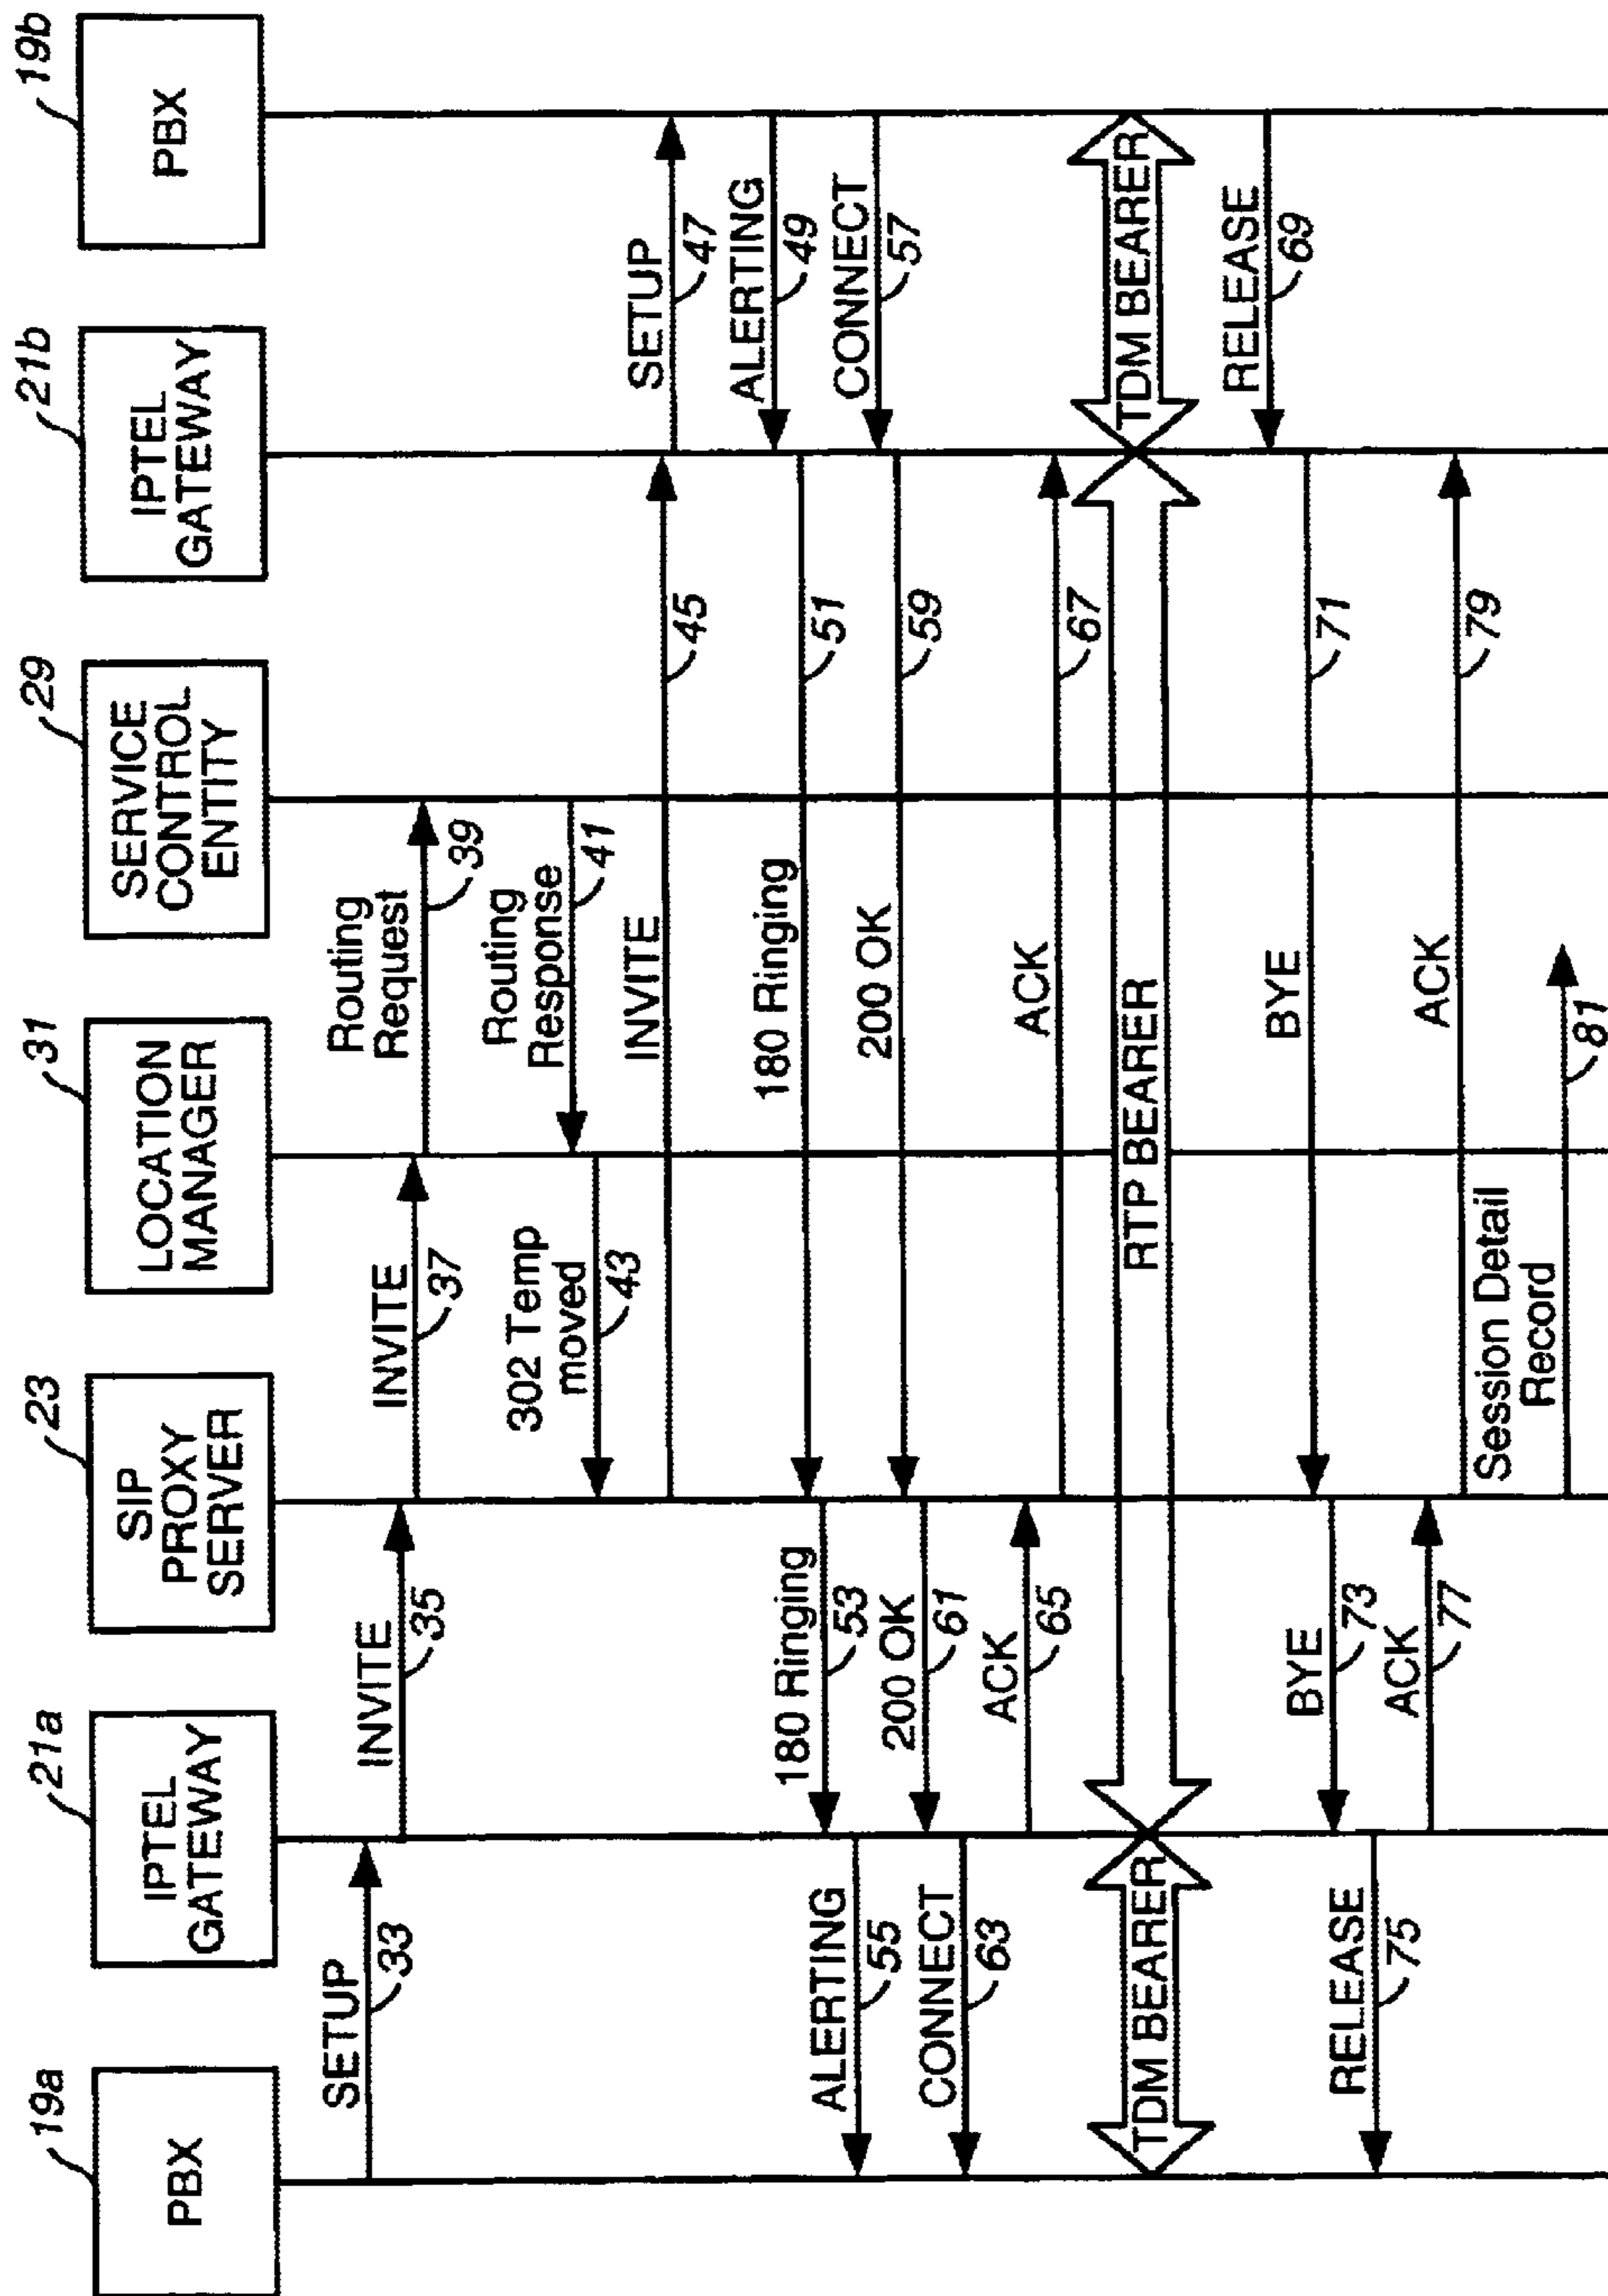 19a
PBX
21a
IPTEL
GATEWAY
23
SIP
PROXY
SERVER
31
LOCATION
MANAGER
29
SERVICE
CONTROL
ENTITY
21b
IPTEL
GATEWAY
19b
PBX
SETUP
33
INVITE
35
INVITE
37
Routing
Request
39
Routing
Response
41
302 Temp
moved
43
INVITE
45
SETUP
47
ALERTING
49
180 Ringing
51
180 Ringing
53
ALERTING
55
CONNECT
57
200 OK
59
200 OK
61
CONNECT
63
ACK
65
ACK
67
TDM BEARER
RTP BEARER
TDM BEARER
RELEASE
69
BYE
71
BYE
73
RELEASE
75
ACK
77
ACK
79
Session Detail
Record
81